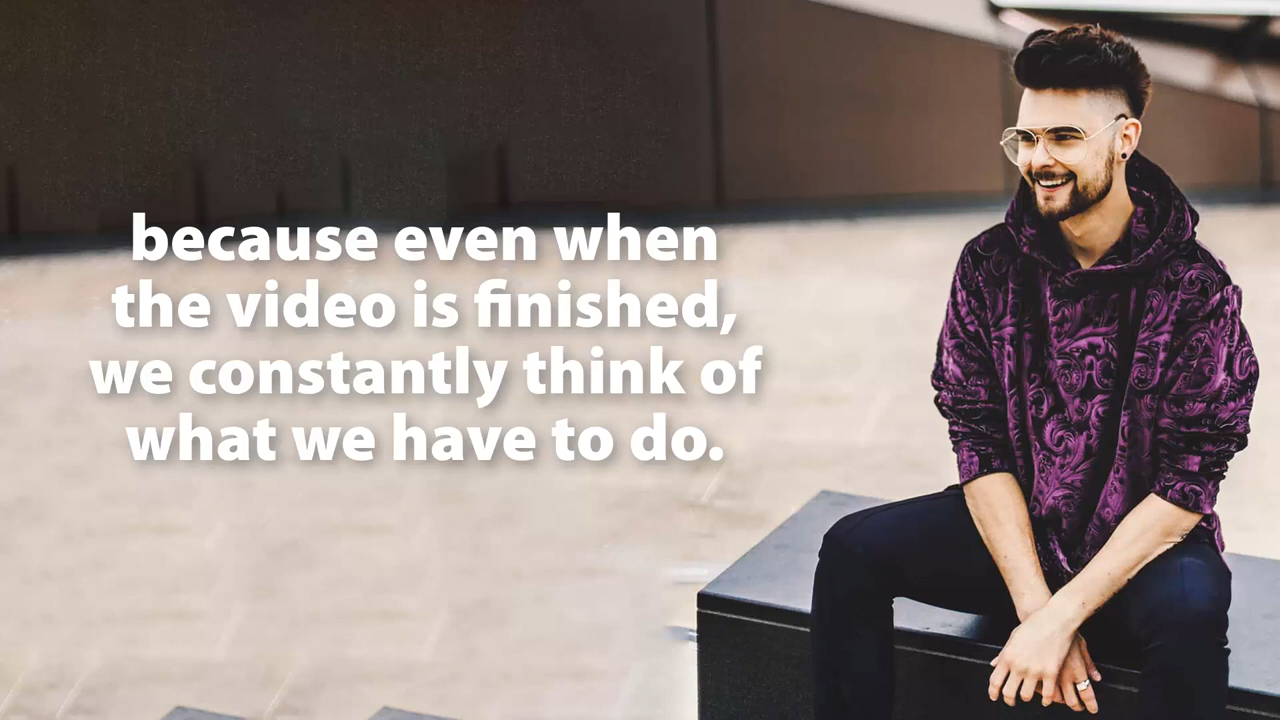 because even when
the video is finished,
we constantly think of
what we have to do.